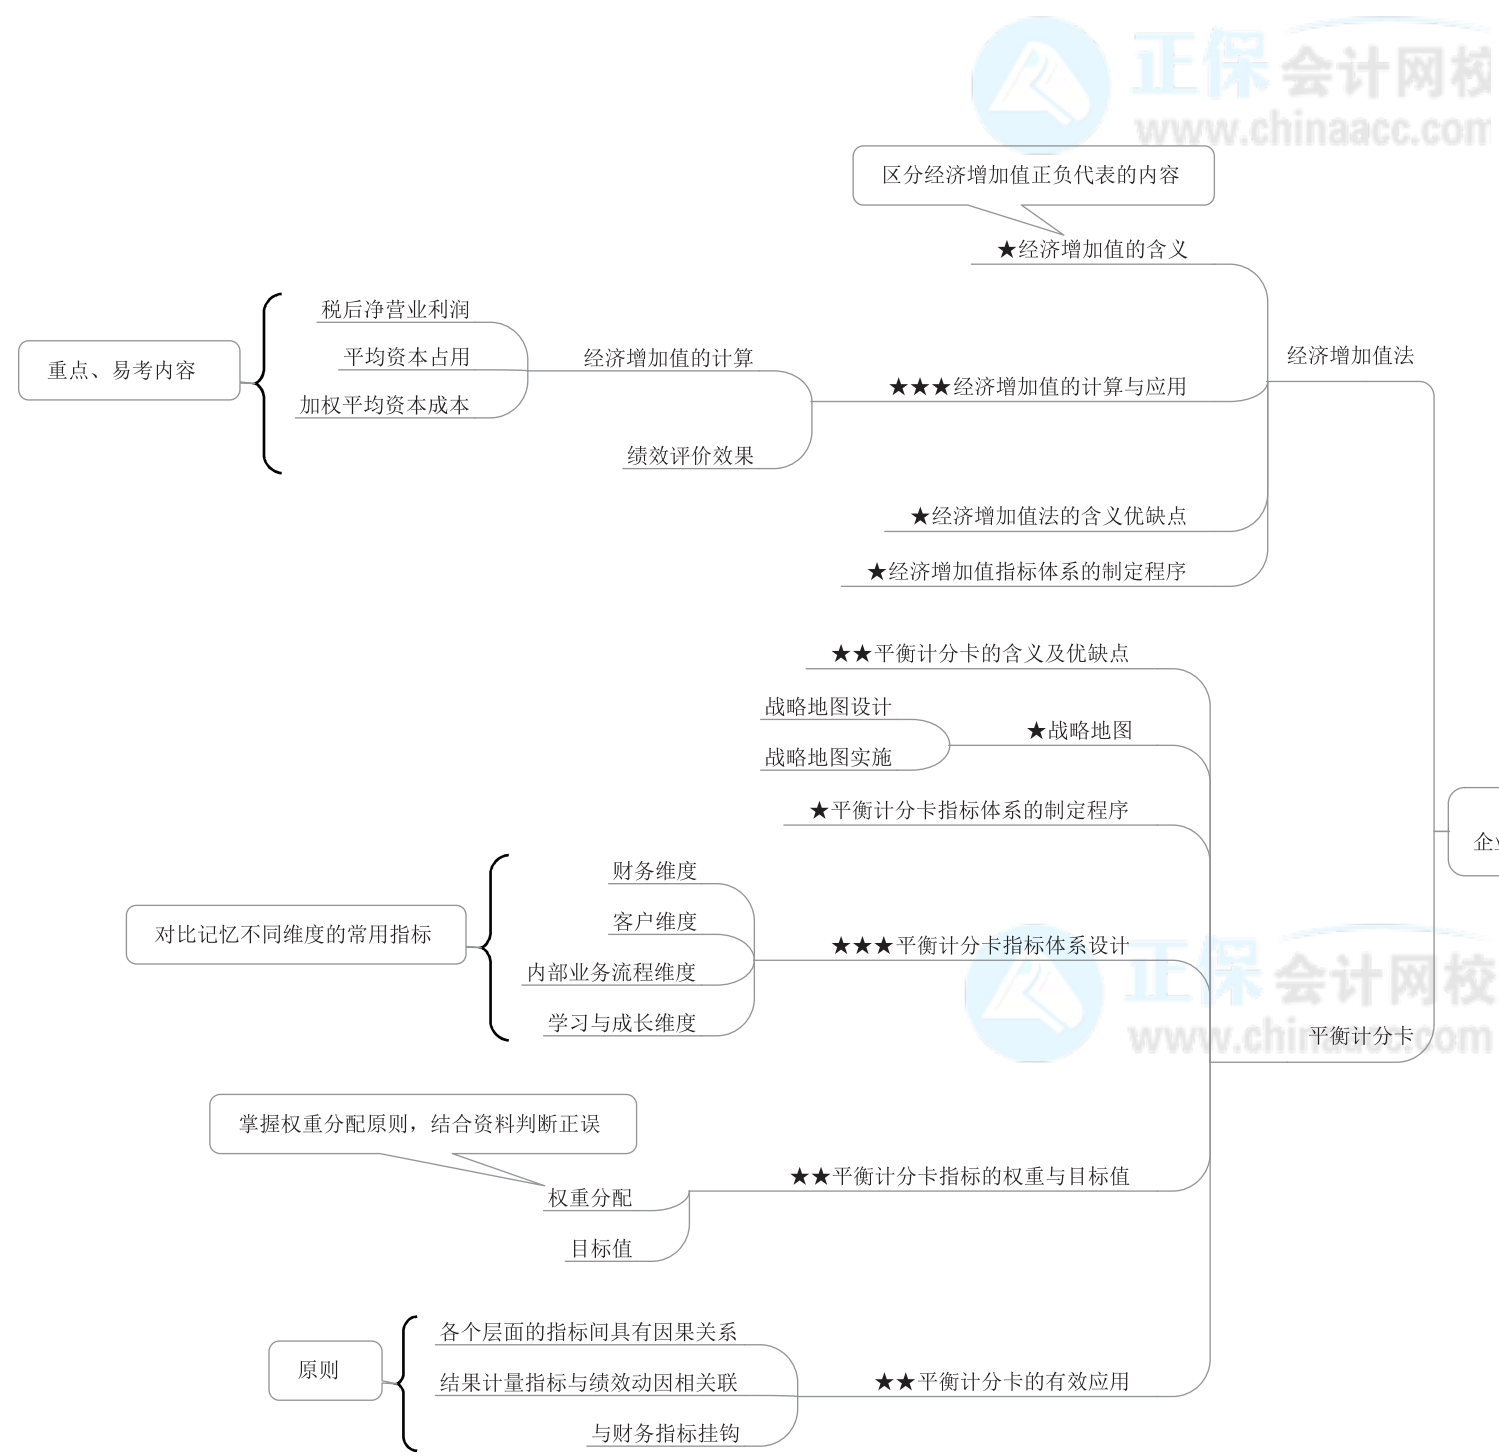 正保会计网校
www.chinaacc.com
区分经济增加值正负代表的内容
★经济增加值的含义
税后净营业利润
平均资本占用
加权平均资本成本
重点、易考内容
经济增加值的计算
绩效评价效果
★★★经济增加值的计算与应用
经济增加值法
★经济增加值法的含义优缺点
★经济增加值指标体系的制定程序
★★平衡计分卡的含义及优缺点
战略地图设计
战略地图实施
★战略地图
★平衡计分卡指标体系的制定程序
企
财务维度
客户维度
内部业务流程维度
学习与成长维度
对比记忆不同维度的常用指标
★★★平衡计分卡指标体系设计
正保会计网校
www.chinaacc.com
平衡计分卡
掌握权重分配原则，结合资料判断正误
权重分配
目标值
★★平衡计分卡指标的权重与目标值
各个层面的指标间具有因果关系
结果计量指标与绩效动因相关联
与财务指标挂钩
原则
★★平衡计分卡的有效应用